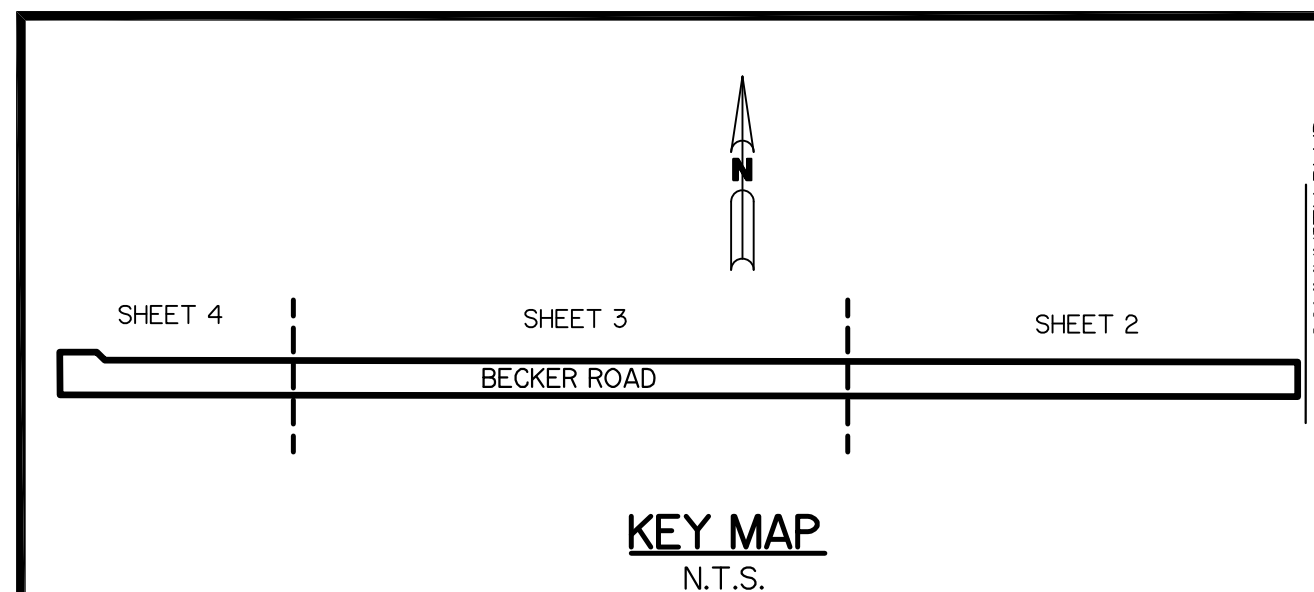 N
SHEET 4
SHEET 3
SHEET 2
BECKER ROAD
KEY MAP
N.T.S.